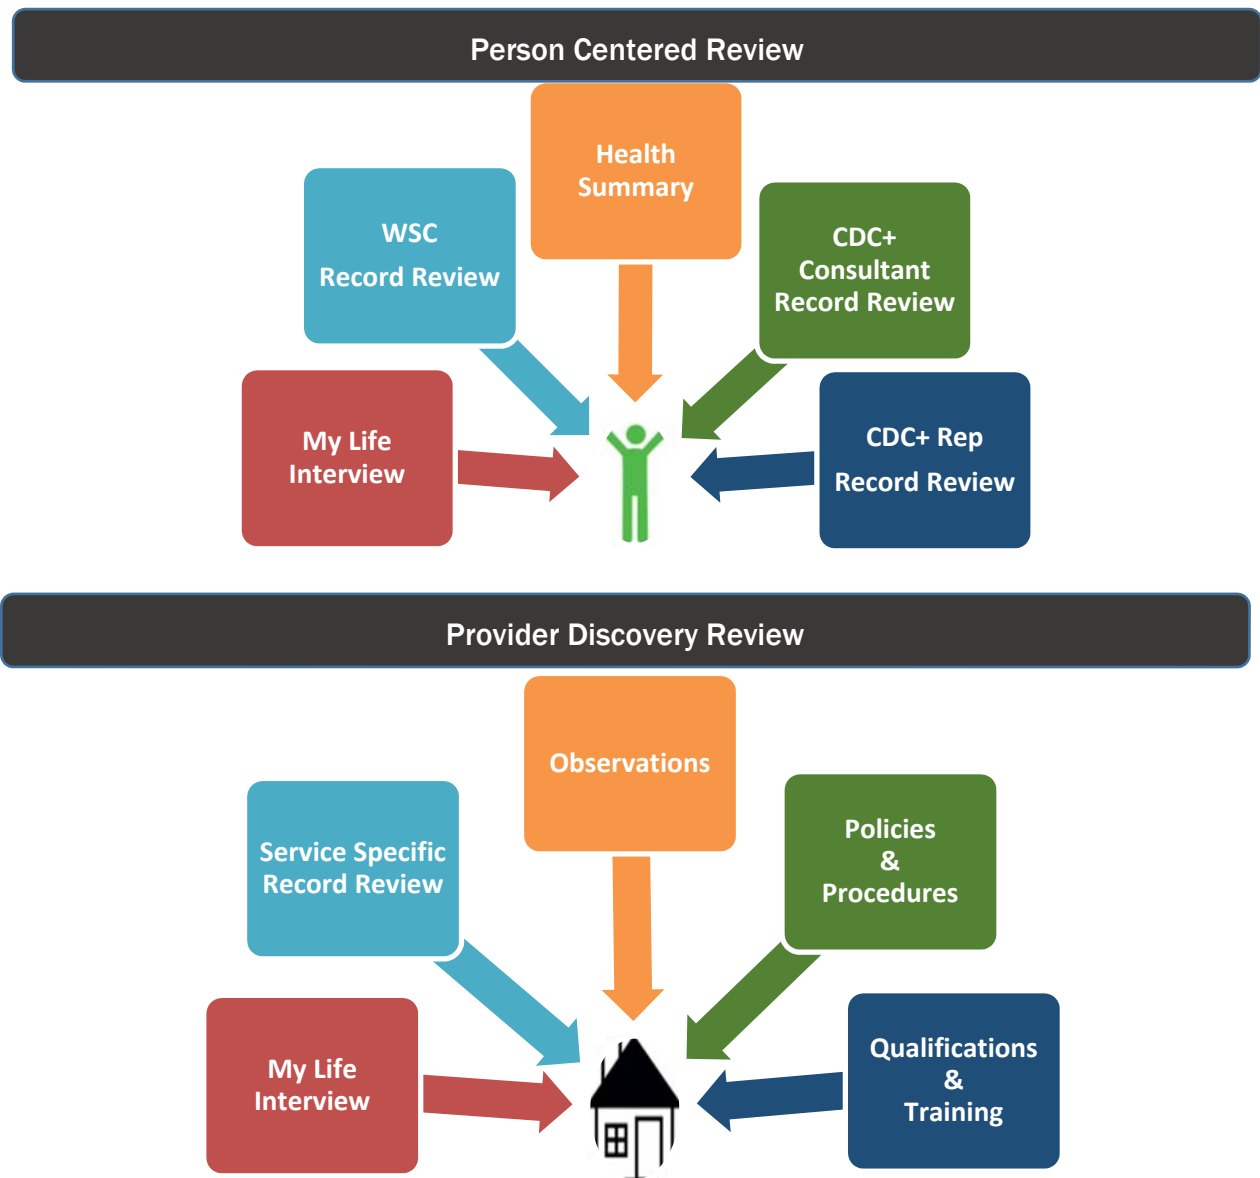 Person Centered Review
Health
Summary
WSC
Record Review
CDC+
Consultant
Record Review
My Life
Interview
CDC+ Rep
Record Review
Provider Discovery Review
Observations
Service Specific
Record Review
Policies
&
Procedures
My Life
Interview
Qualifications
&
Training